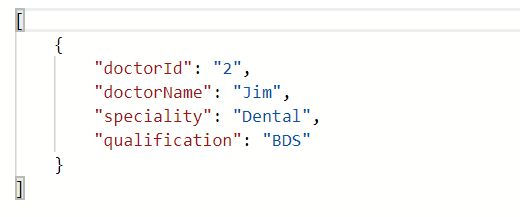 [
    {
        "doctorId": "2",
        "doctorName": "Jim",
        "speciality": "Dental",
        "qualification": "BDS"
    }
]